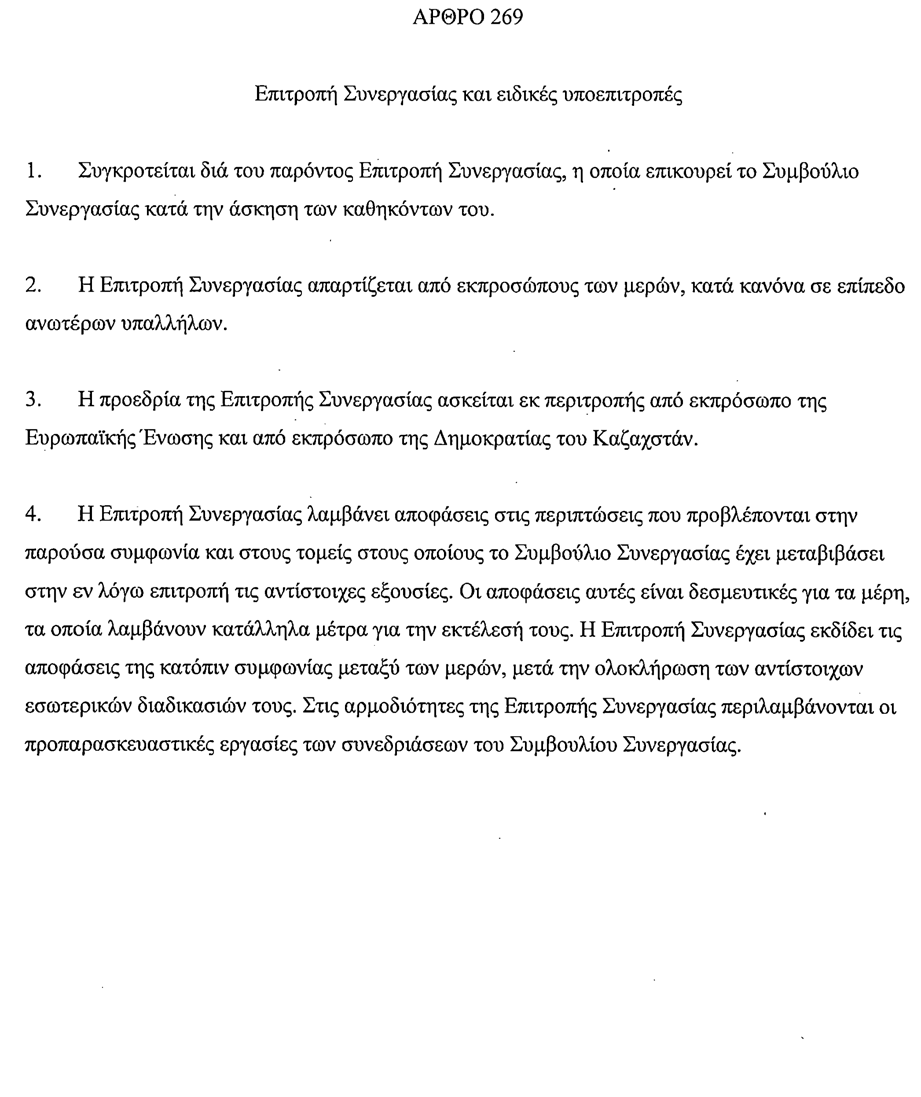 ΑΡΘΡΟ 269
Επιτροπή Συνεργασίας και ειδικές υποεπιτροπές
1. Συγκροτείται διά του παρόντος Επιτροπή Συνεργασίας, η οποία επικουρεί το Συμβούλιο
Συνεργασίας κατά την άσκηση των καθηκόντων του.
2. Η Επιτροπή Συνεργασίας απαρτίζεται από εκπροσώπους των μερών, κατά κανόνα σε επίπεδο
ανωτέρων υπαλλήλων.
3. Η προεδρία της Επιτροπής Συνεργασίας ασκείται εκ περιτροπής από εκπρόσωπο της
Ευρωπαϊκής Ένωσης και από εκπρόσωπο της Δημοκρατίας του Καζαχστάν.
4. Η Επιτροπή Συνεργασίας λαμβάνει αποφάσεις στις περιπτώσεις που προβλέπονται στην
παρούσα συμφωνία και στους τομείς στους οποίους το Συμβούλιο Συνεργασίας έχει μεταβιβάσει
στην εν λόγω επιτροπή τις αντίστοιχες εξουσίες. Οι αποφάσεις αυτές είναι δεσμευτικές για τα μέρη,
τα οποία λαμβάνουν κατάλληλα μέτρα για την εκτέλεσή τους. Η Επιτροπή Συνεργασίας εκδίδει τις
αποφάσεις της κατόπιν συμφωνίας μεταξύ των μερών, μετά την ολοκλήρωση των αντίστοιχων
εσωτερικών διαδικασιών τους. Στις αρμοδιότητες της Επιτροπής Συνεργασίας περιλαμβάνονται οι
προπαρασκευαστικές εργασίες των συνεδριάσεων του Συμβουλίου Συνεργασίας.